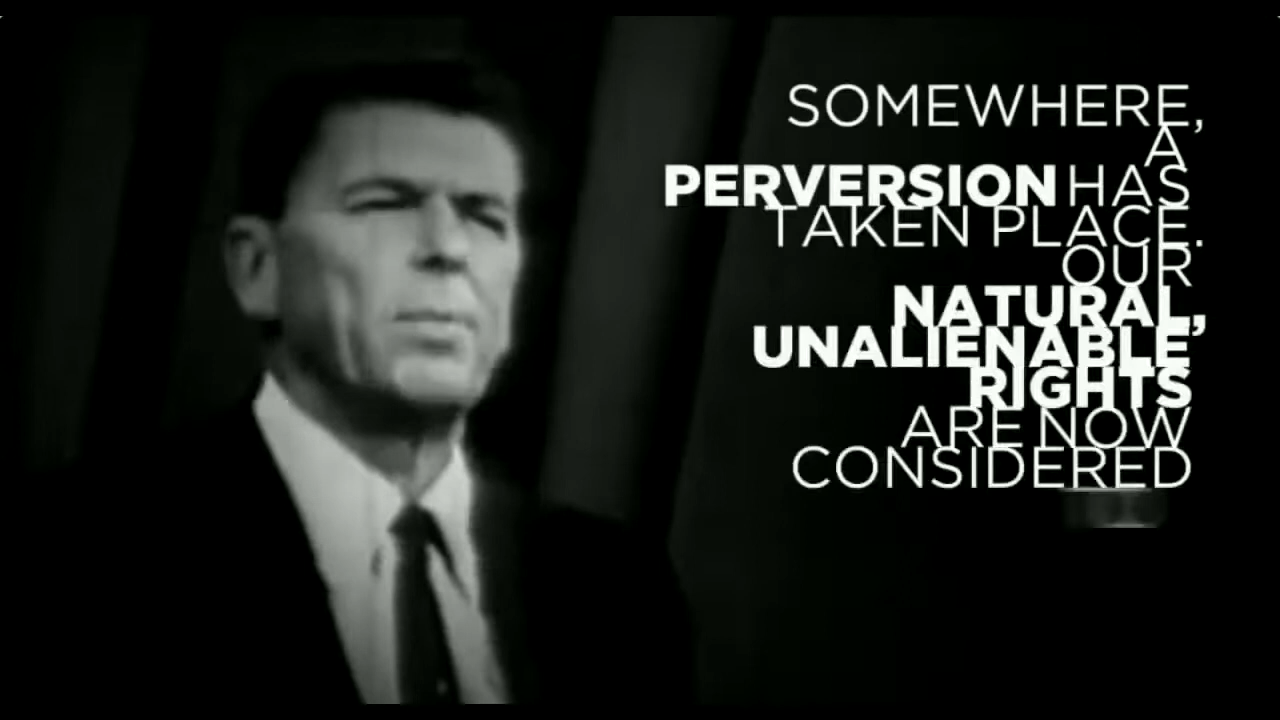 SOMEWHERE,
A
PERVERSION HAS
TAKEN PLACE.
OUR
NATURAL,
UNALIENABLE
RIGHTS
ARE NOW
CONSIDERED